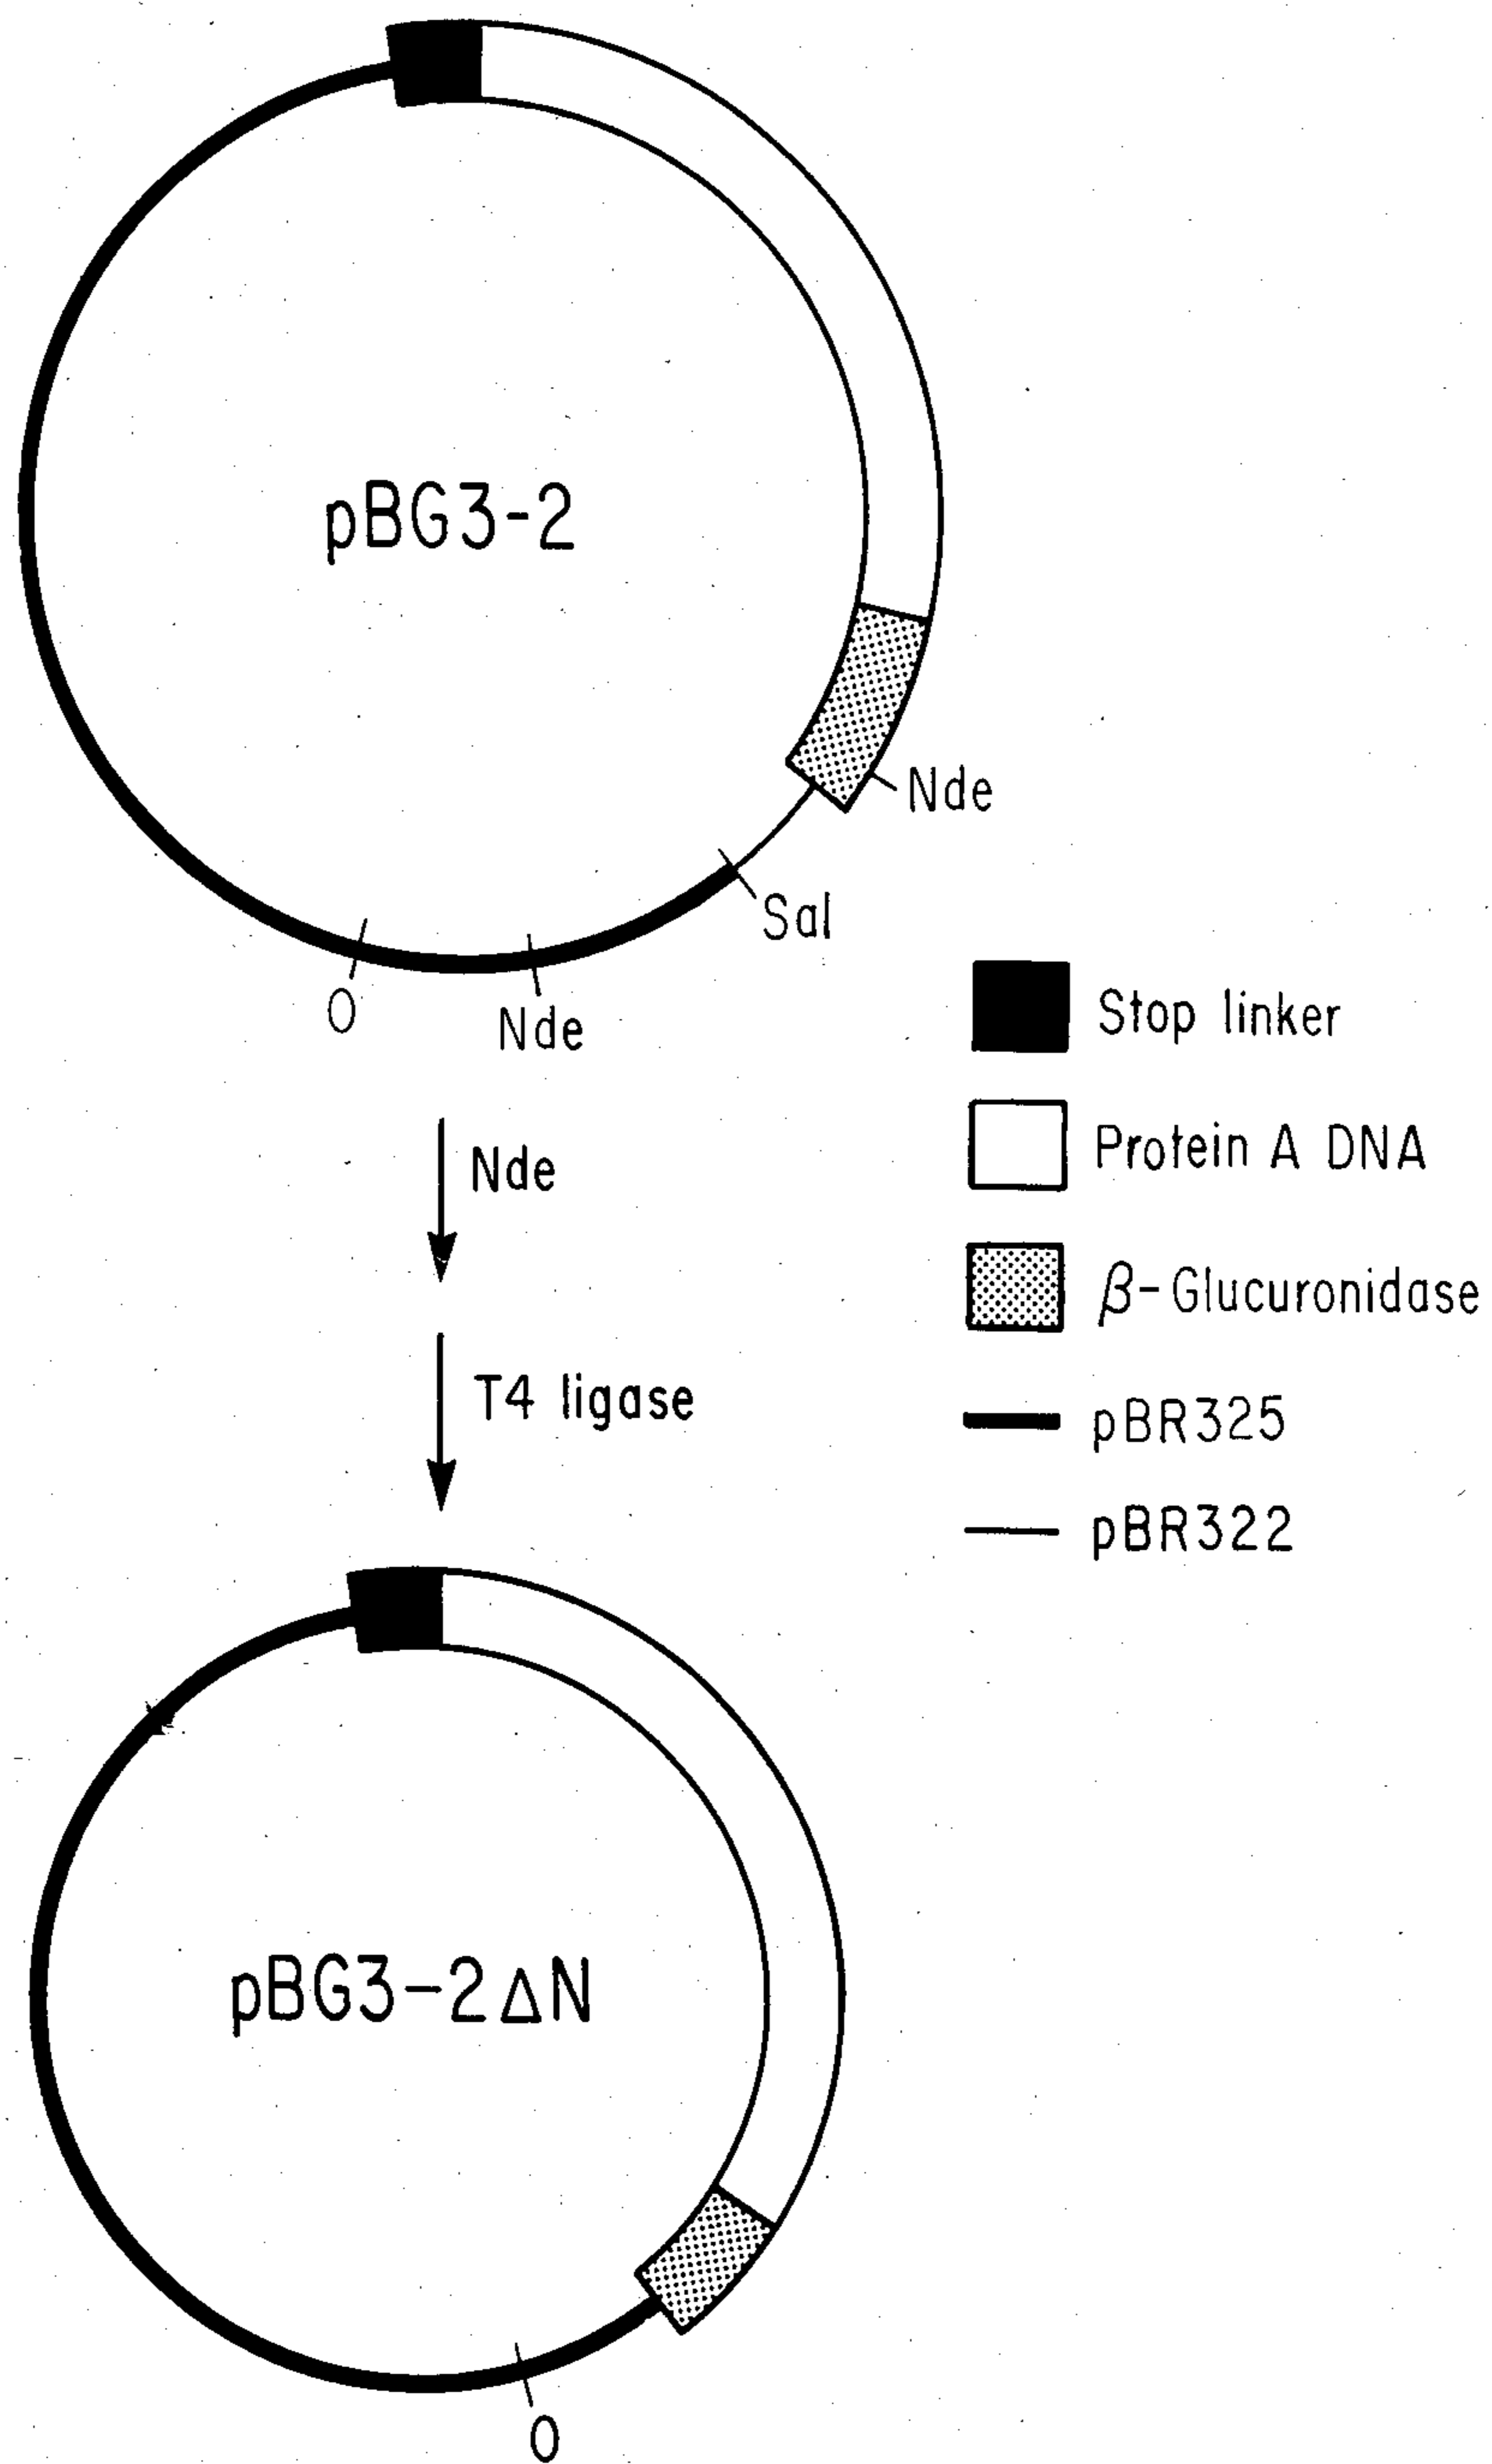 pBG3-2
Nde
Sal
O
Nde
Stop linker
Protein A DNA
Nde
β-Glucuronidase
T4 ligase
pBR325
pBR322
pBG3-2ΔN
O